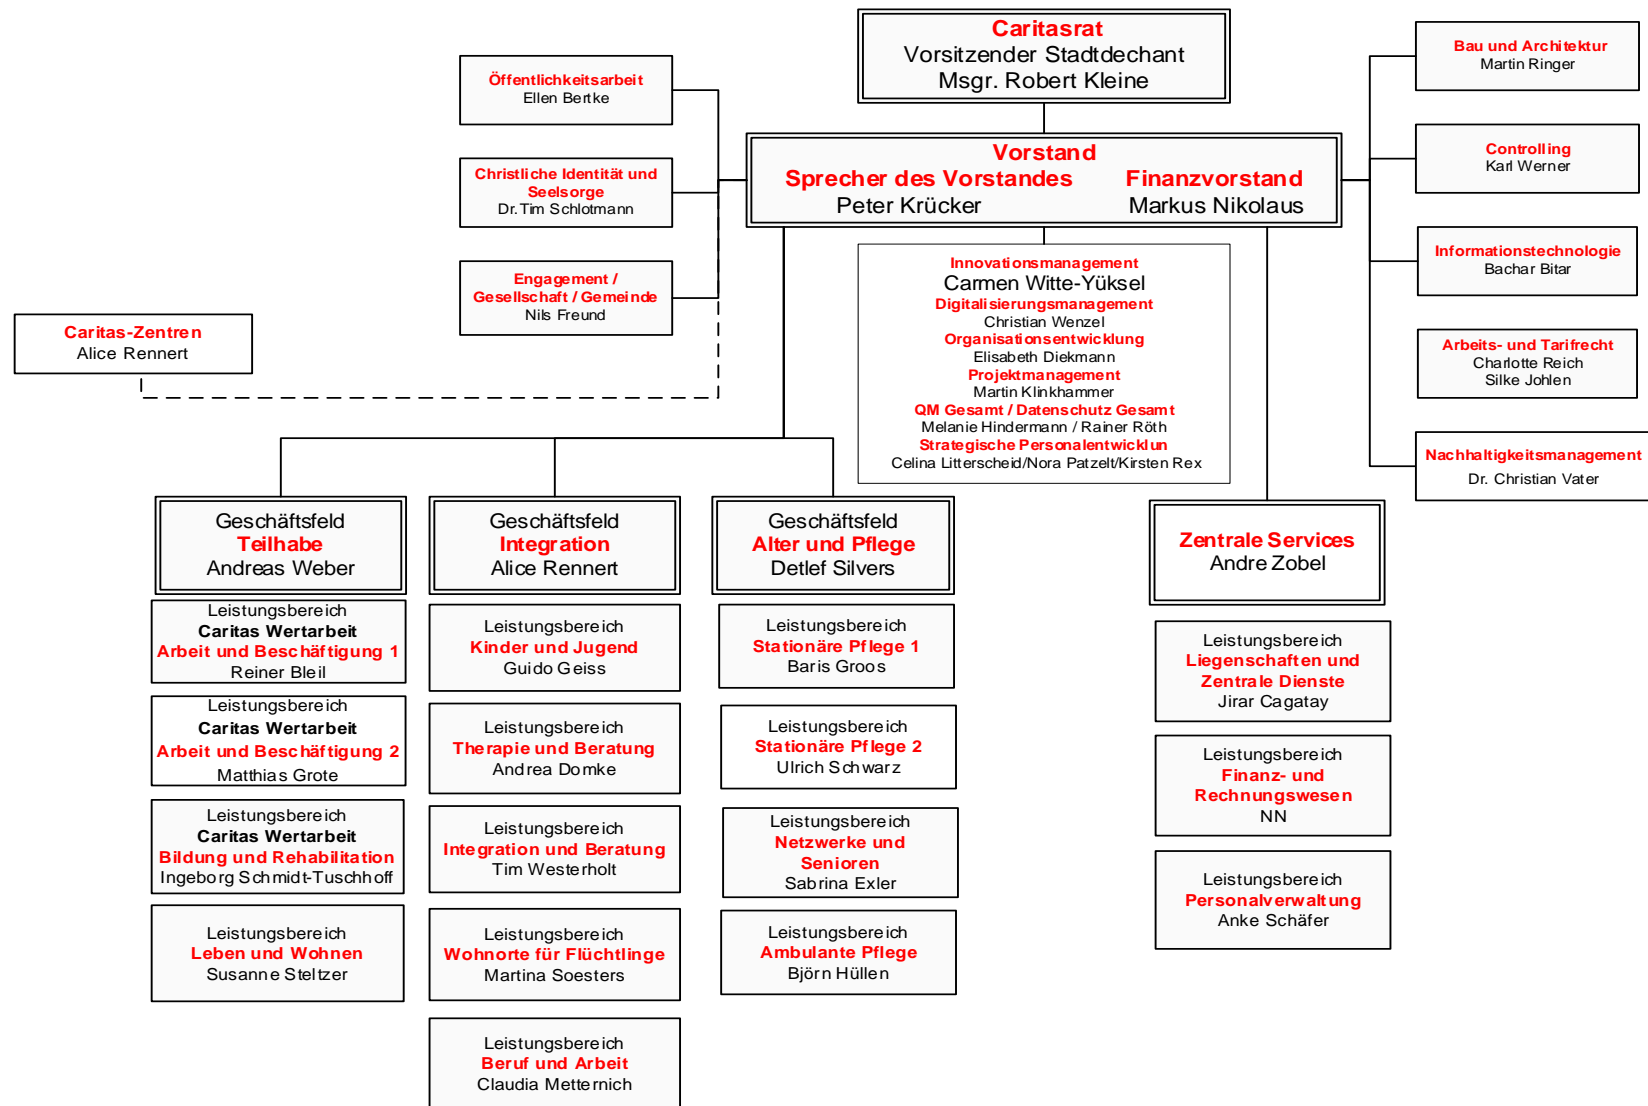 Caritasrat
Vorsitzender Stadtdechant
Msgr. Robert Kleine
Vorstand
Sprecher des Vorstandes
Peter Krücker
Finanzvorstand
Markus Nikolaus
Öffentlichkeitsarbeit
Ellen Bertke
Christliche Identität und
Seelsorge
Dr. Tim Schlotmann
Engagement /
Gesellschaft / Gemeinde
Nils Freund
Caritas-Zentren
Alice Rennert
Innovationsmanagement
Carmen Witte-Yüksel
Digitalisierungsmanagement
Christian Wenzel
Organisationsentwicklung
Elisabeth Diekmann
Projektmanagement
Martin Klinkhammer
QM Gesamt / Datenschutz Gesamt
Melanie Hindermann / Rainer Röth
Strategische Personalentwicklun
Celina Litterscheid/Nora Patzelt/Kirsten Rex
Bau und Architektur
Martin Ringer
Controlling
Karl Werner
Informationstechnologie
Bachar Bitar
Arbeits- und Tarifrecht
Charlotte Reich
Silke Johlen
Nachhaltigkeitsmanagement
Dr. Christian Vater
Geschäftsfeld
Teilhabe
Andreas Weber
Leistungsbereich
Caritas Wertarbeit
Arbeit und Beschäftigung 1
Reiner Bleil
Leistungsbereich
Caritas Wertarbeit
Arbeit und Beschäftigung 2
Matthias Grote
Leistungsbereich
Caritas Wertarbeit
Bildung und Rehabilitation
Ingeborg Schmidt-Tuschhoff
Leistungsbereich
Leben und Wohnen
Susanne Steltzer
Geschäftsfeld
Integration
Alice Rennert
Leistungsbereich
Kinder und Jugend
Guido Geiss
Leistungsbereich
Therapie und Beratung
Andrea Domke
Leistungsbereich
Integration und Beratung
Tim Westerholt
Leistungsbereich
Wohnorte für Flüchtlinge
Martina Soesters
Leistungsbereich
Beruf und Arbeit
Claudia Metternich
Geschäftsfeld
Alter und Pflege
Detlef Silvers
Leistungsbereich
Stationäre Pflege 1
Baris Groos
Leistungsbereich
Stationäre Pflege 2
Ulrich Schwarz
Leistungsbereich
Netzwerke und
Senioren
Sabrina Exler
Leistungsbereich
Ambulante Pflege
Björn Hüllen
Zentrale Services
Andre Zobel
Leistungsbereich
Liegenschaften und
Zentrale Dienste
Jirar Cagatay
Leistungsbereich
Finanz- und
Rechnungswesen
NN
Leistungsbereich
Personalverwaltung
Anke Schäfer